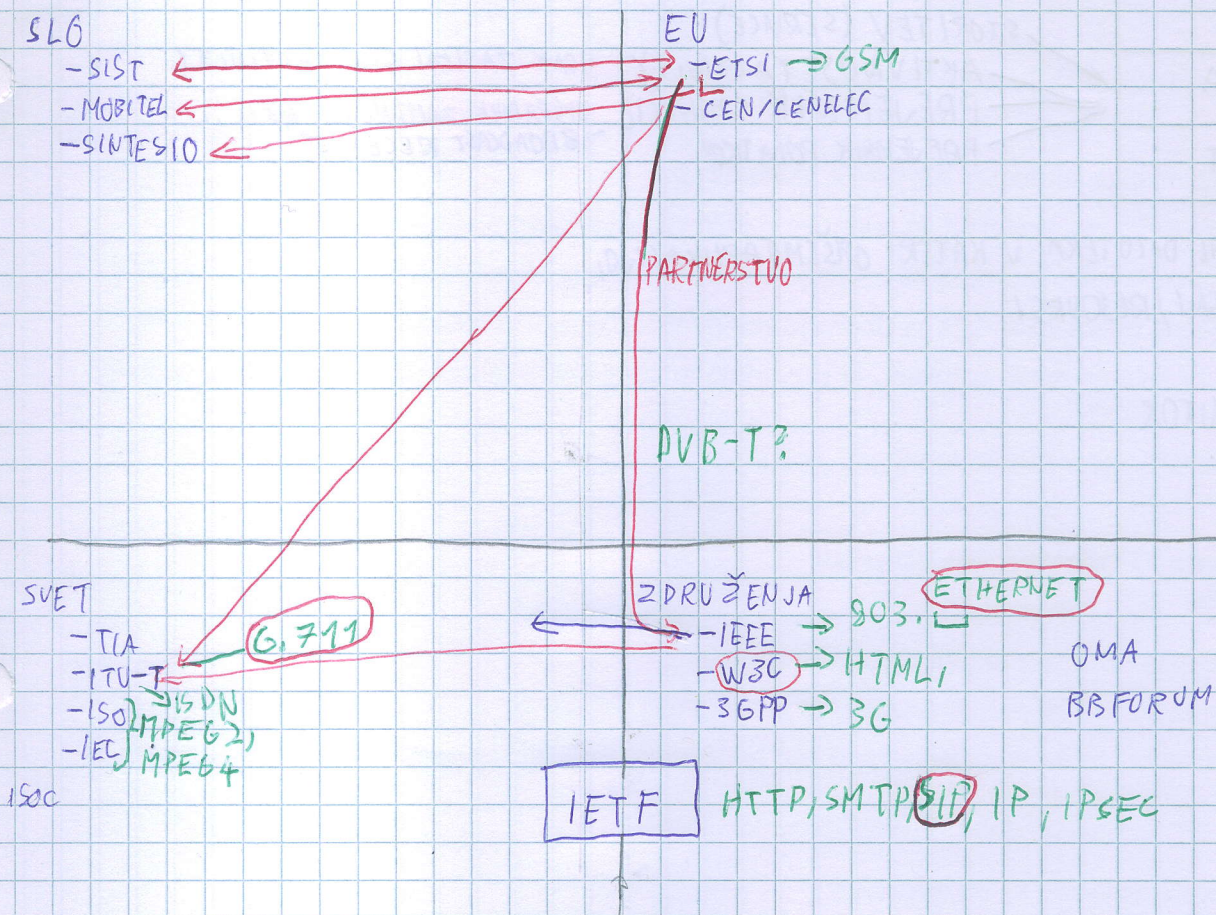 SLO
-SIST
-MOBITEL
-SINTESIO
EU
-ETSI → GSM
-CEN/CENELEC
PARTNERSTVO
DVB-T?
SVET
-TIA
-ITU-T
G.711
→ISDN
-ISO
-IEC
MPEG2,
MPEG4
ISOC
ZDRUŽENJA
-IEEE → 803. ETHERNET
-W3C → HTML,
-3GPP → 3G
OMA
BBFORUM
IETF
HTTP, SMTP, SIP, IP, IPSEC